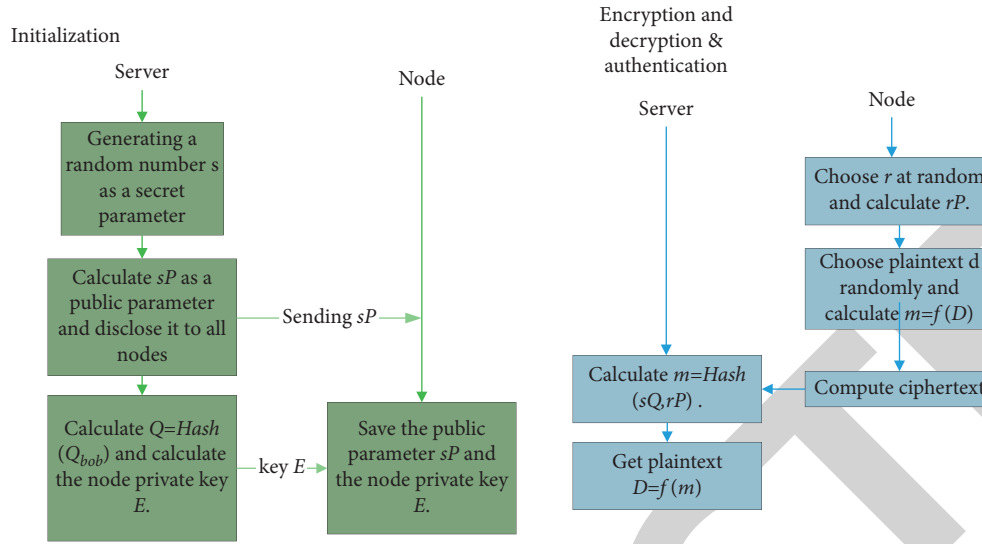 Initialization
Server
Generating a
random number s
as a secret
parameter
Calculate sP as a
public parameter
and disclose it to all
nodes
Calculate Q=Hash
(Qbob) and calculate
the node private key
E.
Node
Sending sP
key E
Save the public
parameter sP and
the node private key
E.
Encryption and
decryption &
authentication
Server
Calculate m=Hash
(sQ,rP) .
Get plaintext
D=f (m)
Node
Choose r at random
and calculate rP.
Choose plaintext d
randomly and
calculate m=f (D)
Compute ciphertext